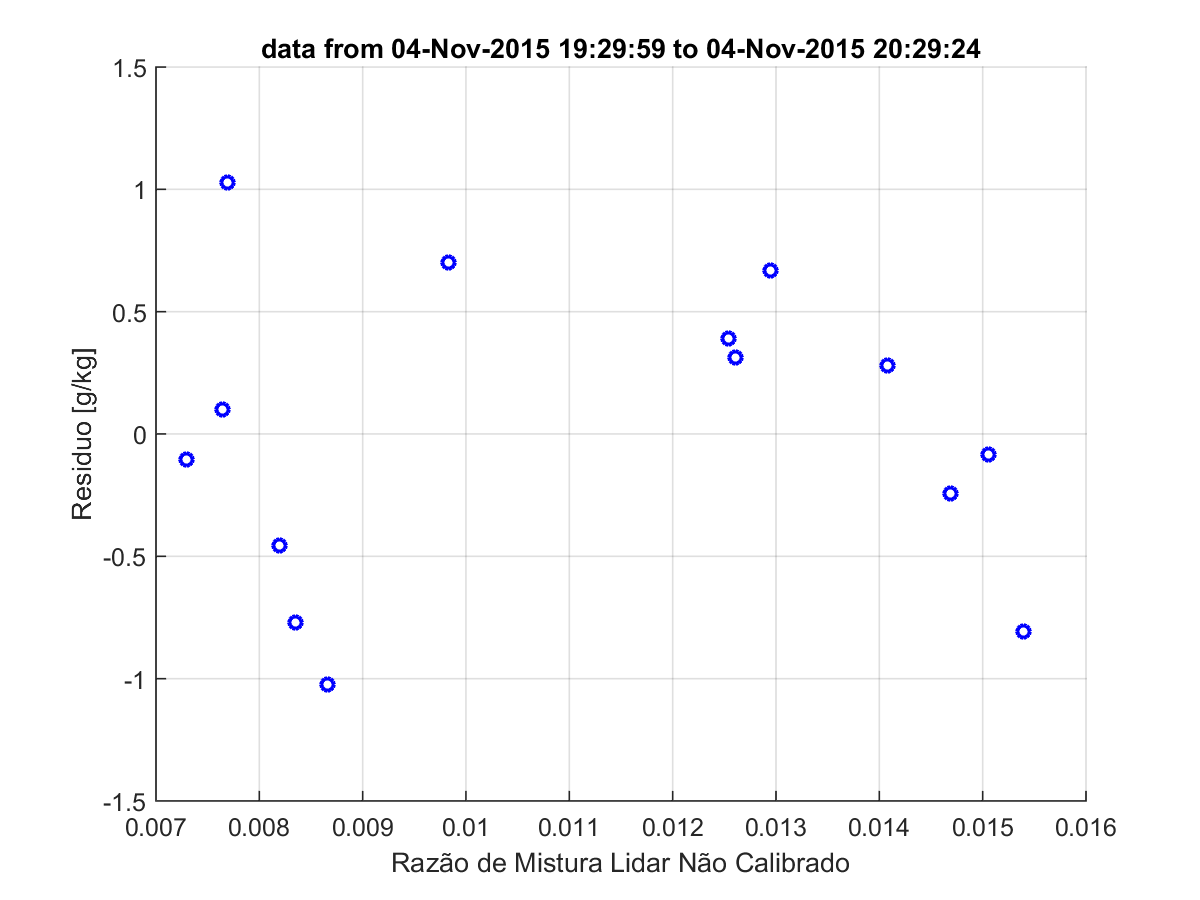 data from 04-Nov-2015 19:29:59 to 04-Nov-2015 20:29:24
1.5
1
0.5
0
-0.5
-1
-1.5
Residuo [g/kg]
0.007 0.008 0.009 0.01 0.011 0.012 0.013 0.014 0.015 0.016
Razão de Mistura Lidar Não Calibrado